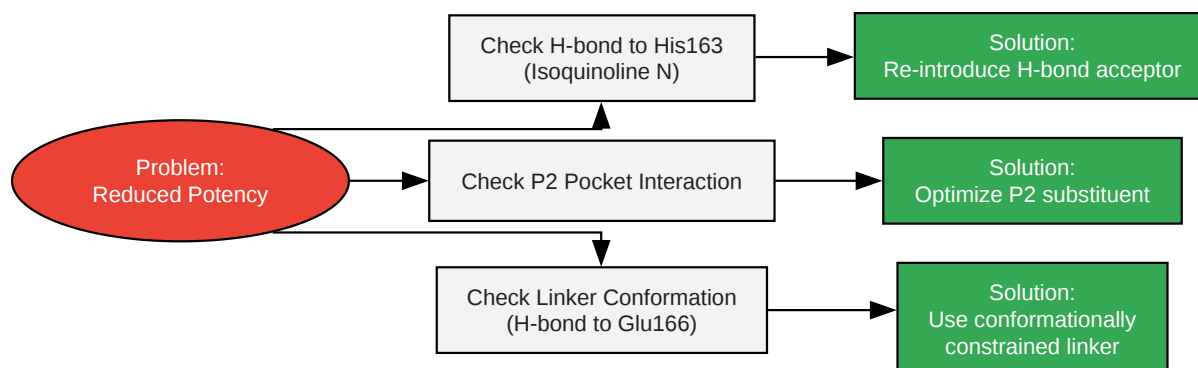 Problem:
Reduced Potency
Check H-bond to His163
(Isoquinoline N)
Solution:
Re-introduce H-bond acceptor
Check P2 Pocket Interaction
Solution:
Optimize P2 substituent
Check Linker Conformation
(H-bond to Glu166)
Solution:
Use conformationally
constrained linker